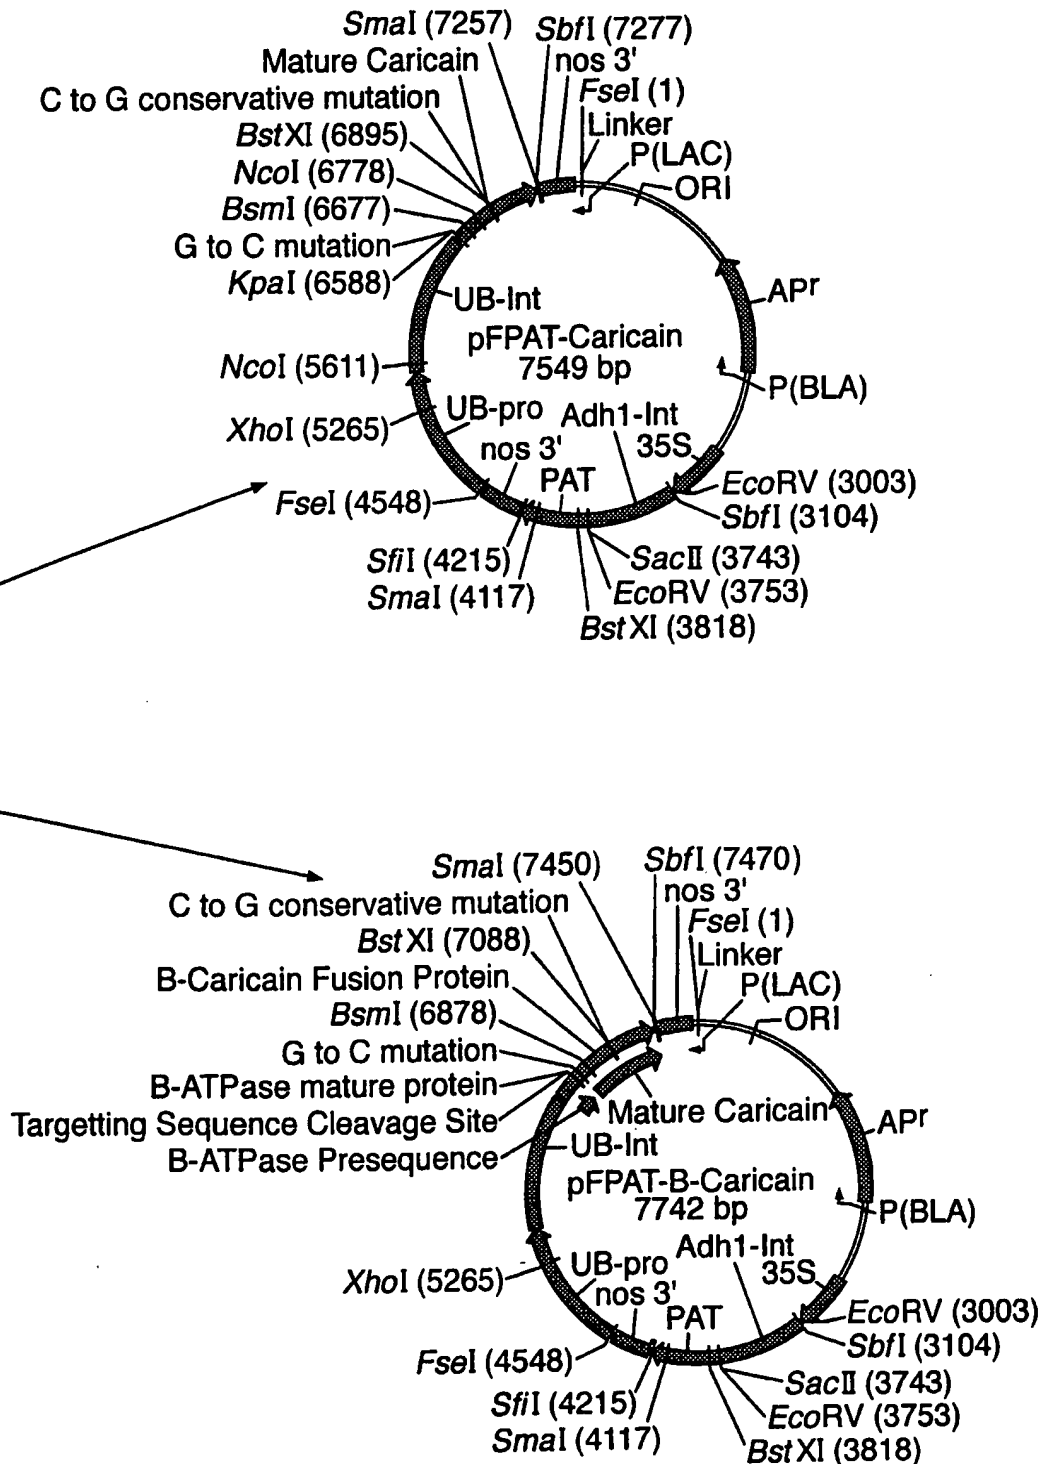 SmaI (7257)
SbfI (7277)
Mature Caricain
nos 3'
C to G conservative mutation
FseI (1)
BstXI (6895)
Linker
NcoI (6778)
P(LAC)
BsmI (6677)
ORI
G to C mutation
KpaI (6588)
APr
UB-Int
pFPAT-Caricain
7549 bp
NcoI (5611)
P(BLA)
XhoI (5265)
UB-pro
Adh1-Int
nos 3'
35S
PAT
FseI (4548)
EcoRV (3003)
SbfI (3104)
SfiI (4215)
SacII (3743)
SmaI (4117)
EcoRV (3753)
BstXI (3818)
SmaI (7450)
SbfI (7470)
C to G conservative mutation
nos 3'
FseI (1)
BstXI (7088)
Linker
B-Caricain Fusion Protein
P(LAC)
BsmI (6878)
ORI
G to C mutation
B-ATPase mature protein
Mature Caricain
APr
Targetting Sequence Cleavage Site
UB-Int
B-ATPase Presequence
pFPAT-B-Caricain
7742 bp
P(BLA)
Adh1-Int
XhoI (5265)
UB-pro
35S
nos 3'
PAT
EcoRV (3003)
FseI (4548)
SbfI (3104)
SfiI (4215)
SacII (3743)
SmaI (4117)
EcoRV (3753)
BstXI (3818)